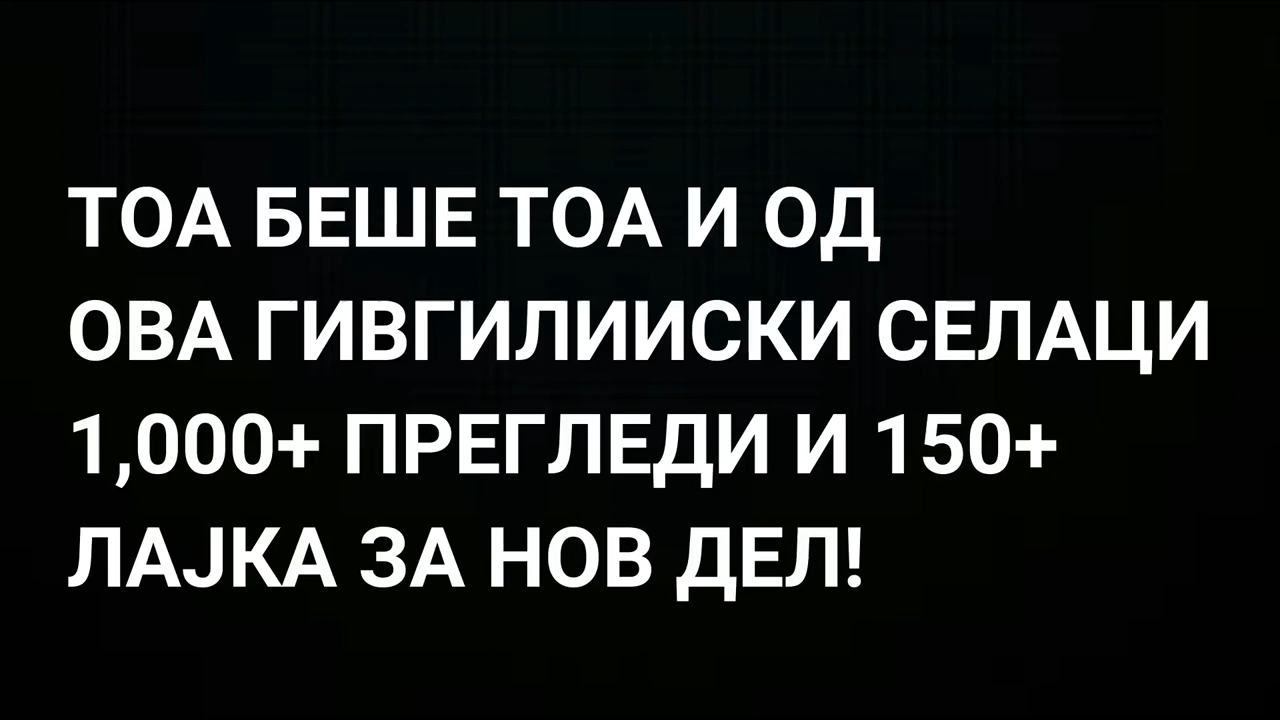 ТОА БЕШЕ ТОА И ОД
ОВА ГИВГИЛИИСКИ СЕЛАЦИ
1,000+ ПРЕГЛЕДИ И 150+
ЛАЈКА ЗА НОВ ДЕЛ!